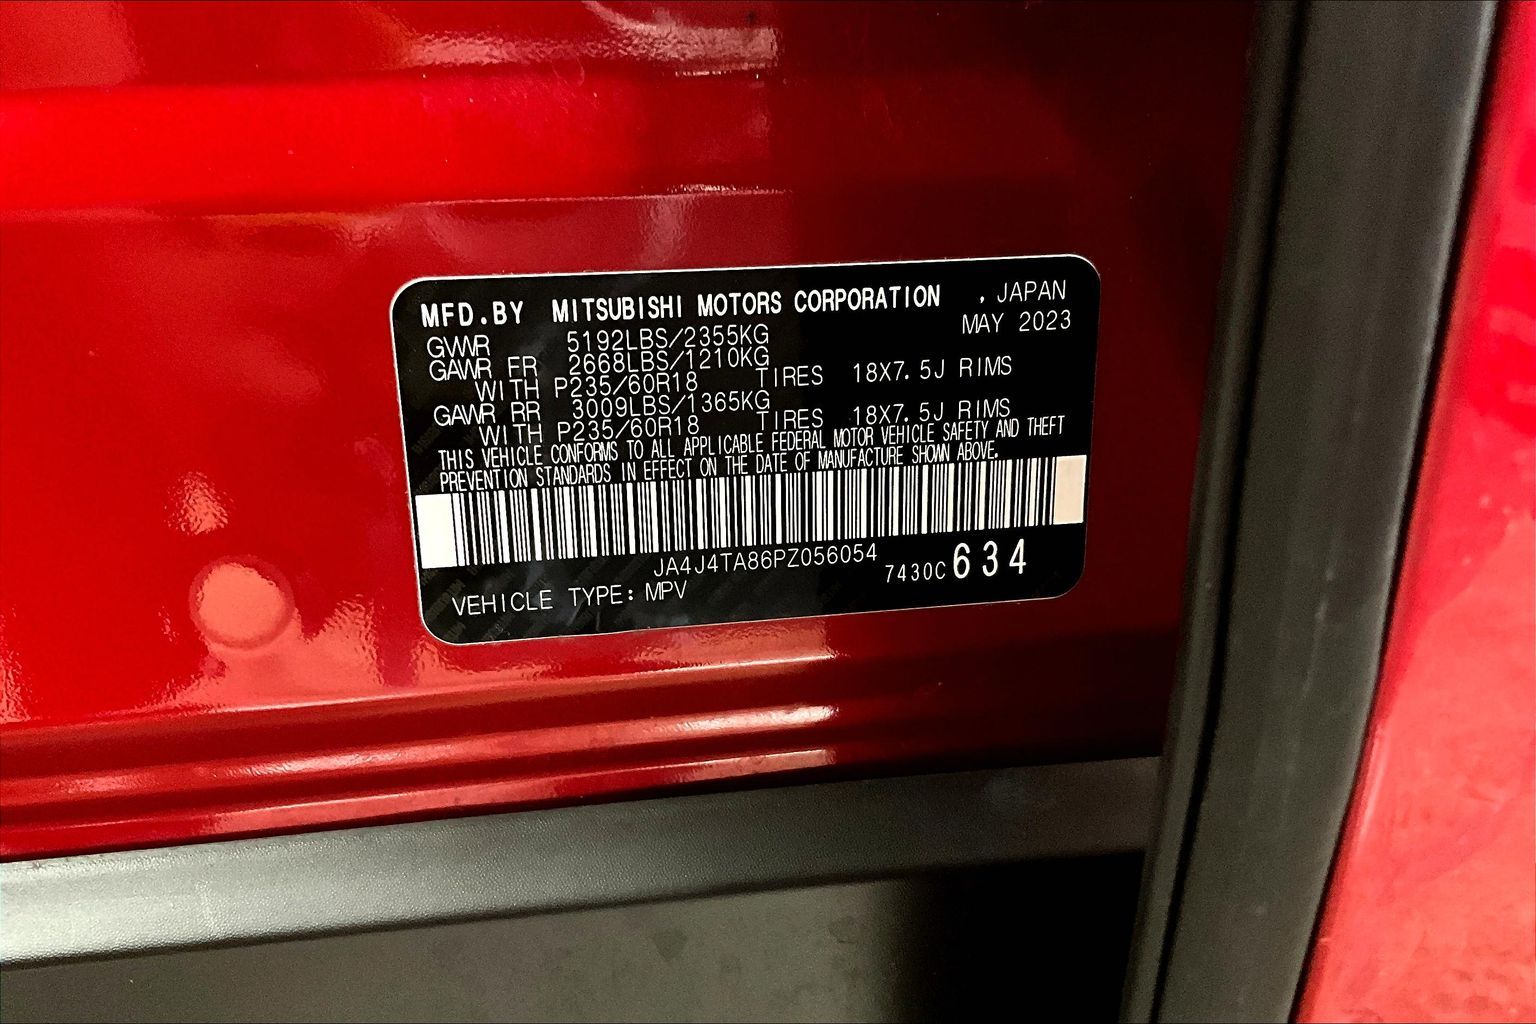 MFD.BY MITSUBISHI MOTORS CORPORATION , JAPAN
MAY 2023
GVWR 5192LBS/2355KG
GAWR FR 2668LBS/1210KG
WITH P235/60R18 TIRES 18X7.5J RIMS
GAWR RR 3009LBS/1365KG
WITH P235/60R18 TIRES 18X7.5J RIMS
THIS VEHICLE CONFORMS TO ALL APPLICABLE FEDERAL MOTOR VEHICLE SAFETY AND THEFT
PREVENTION STANDARDS IN EFFECT ON THE DATE OF MANUFACTURE SHOWN ABOVE.
JA4J4TA86PZ056054
7430C 634
VEHICLE TYPE: MPV